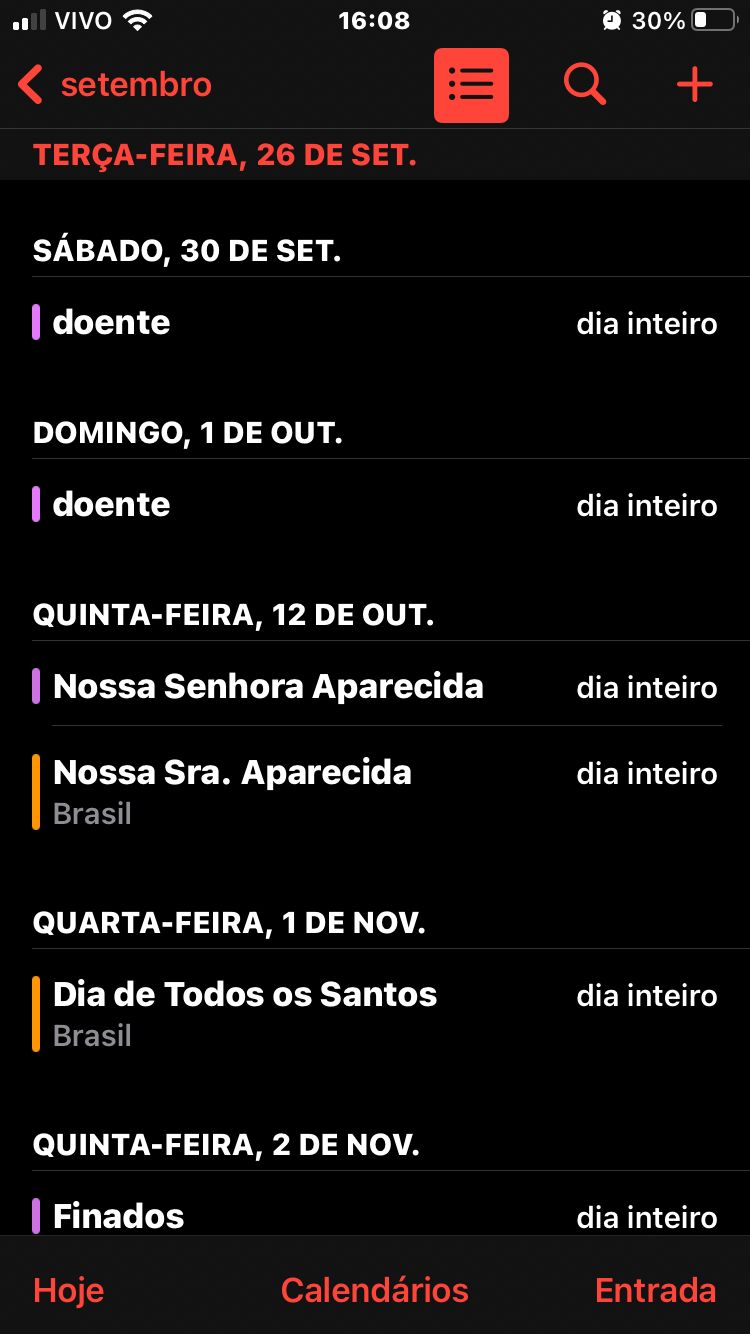 VIVO 16:08 30%
setembro
TERÇA-FEIRA, 26 DE SET.
SÁBADO, 30 DE SET.
doente dia inteiro
DOMINGO, 1 DE OUT.
doente dia inteiro
QUINTA-FEIRA, 12 DE OUT.
Nossa Senhora Aparecida dia inteiro
Nossa Sra. Aparecida dia inteiro
Brasil
QUARTA-FEIRA, 1 DE NOV.
Dia de Todos os Santos dia inteiro
Brasil
QUINTA-FEIRA, 2 DE NOV.
Finados dia inteiro
Hoje Calendários Entrada